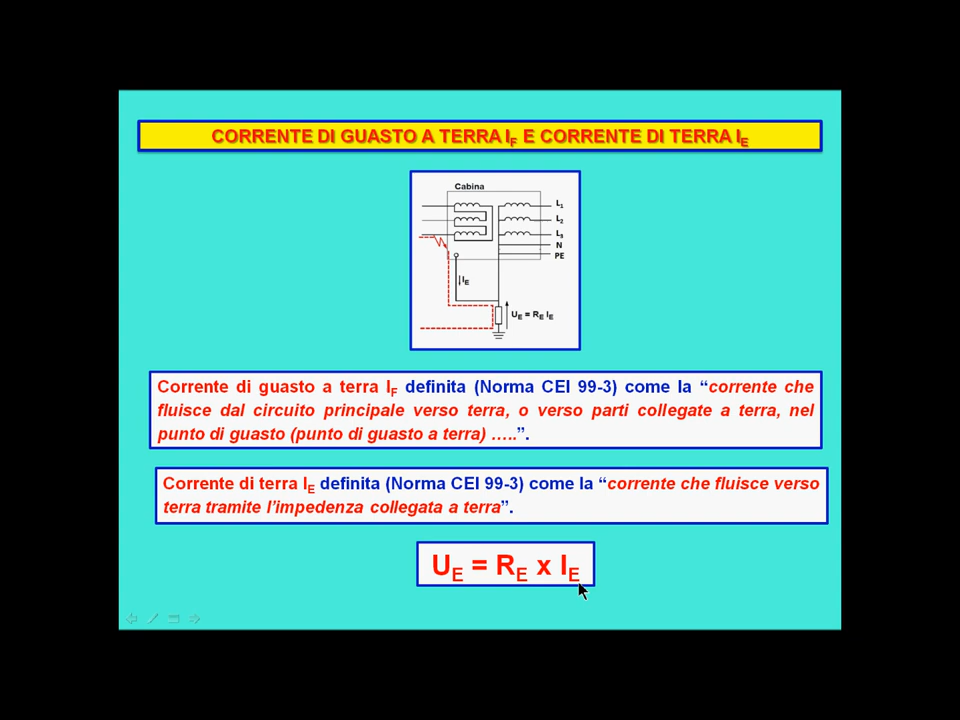 CORRENTE DI GUASTO A TERRA IF E CORRENTE DI TERRA IE
Cabina
L1
L2
L3
N
PE
IE
UE = RE IE
Corrente di guasto a terra IF definita (Norma CEI 99-3) come la “corrente che
fluisce dal circuito principale verso terra, o verso parti collegate a terra, nel
punto di guasto (punto di guasto a terra) …..”.
Corrente di terra IE definita (Norma CEI 99-3) come la “corrente che fluisce verso
terra tramite l’impedenza collegata a terra”.
UE = RE x IE